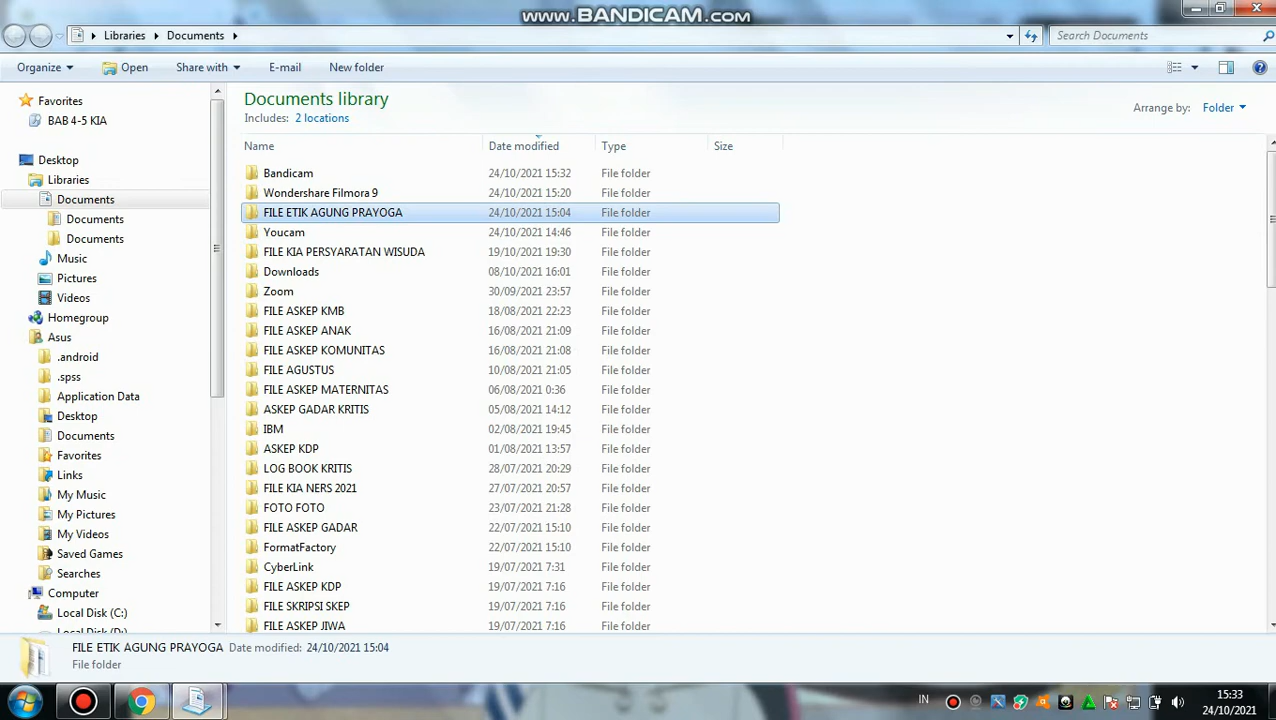 www.BANDICAM.com
Libraries Documents
Search Documents
Organize Open Share with E-mail New folder
Favorites
BAB 4-5 KIA
Desktop
Libraries
Documents
Documents
Documents
Music
Pictures
Videos
Homegroup
Asus
.android
.spss
Application Data
Desktop
Documents
Favorites
Links
My Music
My Pictures
My Videos
Saved Games
Searches
Computer
Local Disk (C:)
Local Disk (D:)
Documents library
Includes: 2 locations
Arrange by: Folder
Name Date modified Type Size
Bandicam 24/10/2021 15:32 File folder
Wondershare Filmora 9 24/10/2021 15:20 File folder
FILE ETIK AGUNG PRAYOGA 24/10/2021 15:04 File folder
Youcam 24/10/2021 14:46 File folder
FILE KIA PERSYARATAN WISUDA 19/10/2021 19:30 File folder
Downloads 08/10/2021 16:01 File folder
Zoom 30/09/2021 23:57 File folder
FILE ASKEP KMB 18/08/2021 22:23 File folder
FILE ASKEP ANAK 16/08/2021 21:09 File folder
FILE ASKEP KOMUNITAS 16/08/2021 21:08 File folder
FILE AGUSTUS 10/08/2021 21:05 File folder
FILE ASKEP MATERNITAS 06/08/2021 0:36 File folder
ASKEP GADAR KRITIS 05/08/2021 14:12 File folder
IBM 02/08/2021 19:45 File folder
ASKEP KDP 01/08/2021 13:57 File folder
LOG BOOK KRITIS 28/07/2021 20:29 File folder
FILE KIA NERS 2021 27/07/2021 20:57 File folder
FOTO FOTO 23/07/2021 21:28 File folder
FILE ASKEP GADAR 22/07/2021 15:10 File folder
FormatFactory 22/07/2021 15:10 File folder
CyberLink 19/07/2021 7:31 File folder
FILE ASKEP KDP 19/07/2021 7:16 File folder
FILE SKRIPSI SKEP 19/07/2021 7:16 File folder
FILE ASKEP JIWA 19/07/2021 7:16 File folder
FILE ETIK AGUNG PRAYOGA Date modified: 24/10/2021 15:04
File folder
IN
15:33
24/10/2021